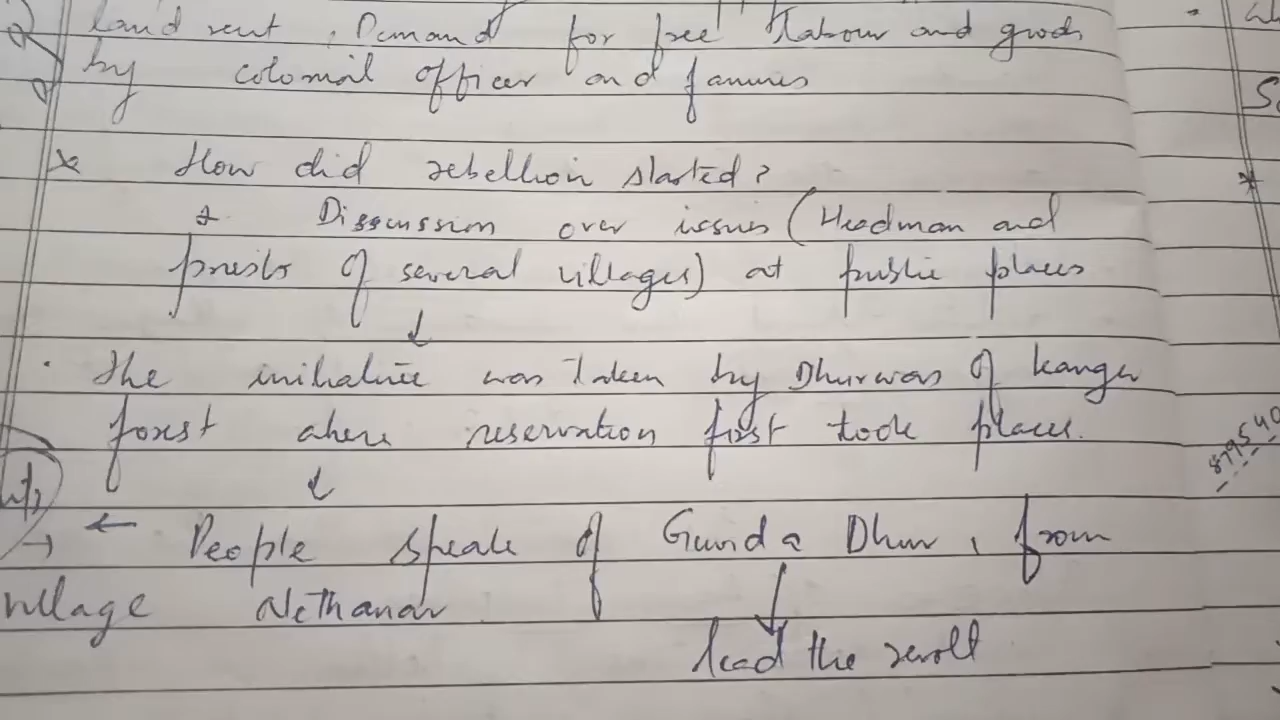 land rent, Demand for free labour and goods
by colonial officer and famines
* How did rebellion started?
Disscussion over issues (Headman and
priests of several villages) at public places
↓
. The initiative was taken by Dhurwas of Kanger
forest where reservation first took places.
↓
← People speak of Gunda Dhur, from
village Nethanar
↓
lead the revolt